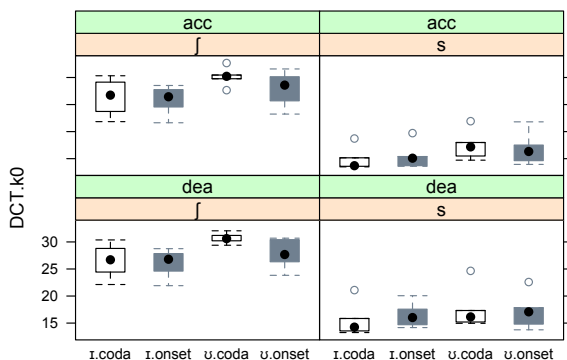 acc acc
ʃ s
dea dea
ʃ s
DCT.k0
30
25
20
15
ɪ.coda ɪ.onset ʊ.coda ʊ.onset ɪ.coda ɪ.onset ʊ.coda ʊ.onset